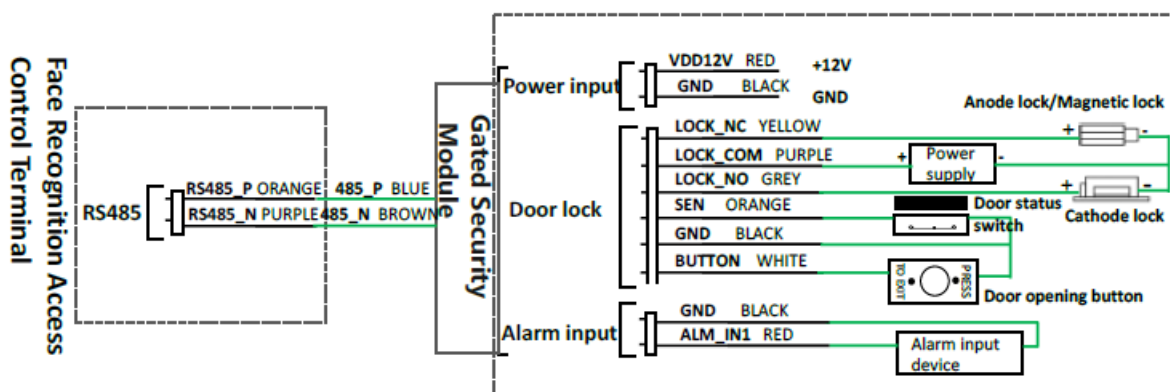 Face Recognition Access
Control Terminal
RS485
RS485_P ORANGE 485_P BLUE
RS485_N PURPLE 485_N BROWN
Gated Security
Module
Power input
VDD12V RED +12V
GND BLACK GND
Door lock
LOCK_NC YELLOW
LOCK_COM PURPLE
LOCK_NO GREY
SEN ORANGE
GND BLACK
BUTTON WHITE
Anode lock/Magnetic lock
+ -
+ Power -
supply
+ -
Cathode lock
Door status
switch
PRESS
TO EXIT
Door opening button
Alarm input
GND BLACK
ALM_IN1 RED
Alarm input
device